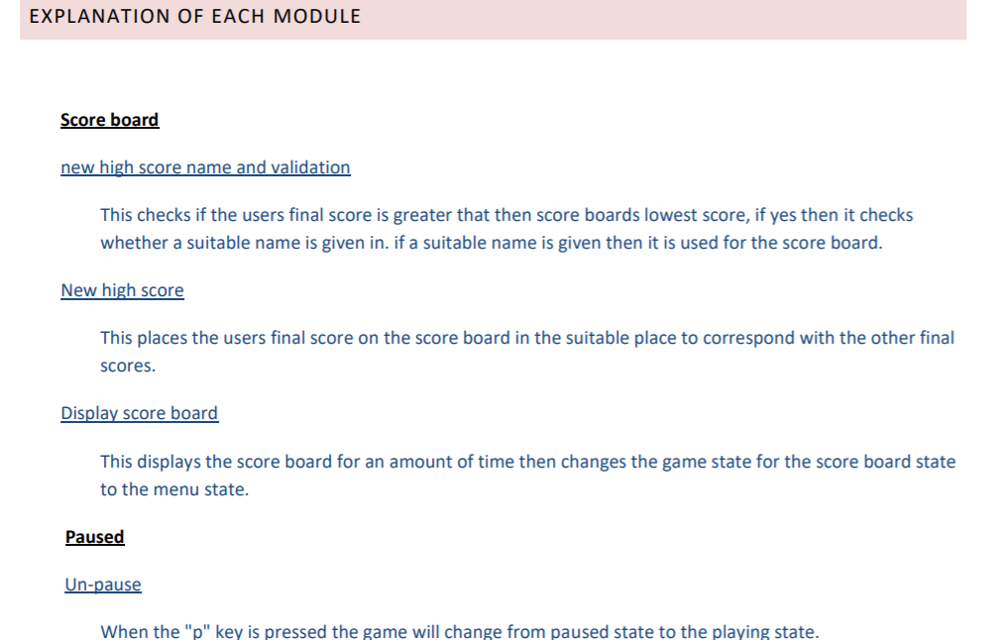 EXPLANATION OF EACH MODULE
Score board
new high score name and validation
This checks if the users final score is greater that then score boards lowest score, if yes then it checks
whether a suitable name is given in. if a suitable name is given then it is used for the score board.
New high score
This places the users final score on the score board in the suitable place to correspond with the other final
scores.
Display score board
This displays the score board for an amount of time then changes the game state for the score board state
to the menu state.
Paused
Un-pause
When the "p" key is pressed the game will change from paused state to the playing state.